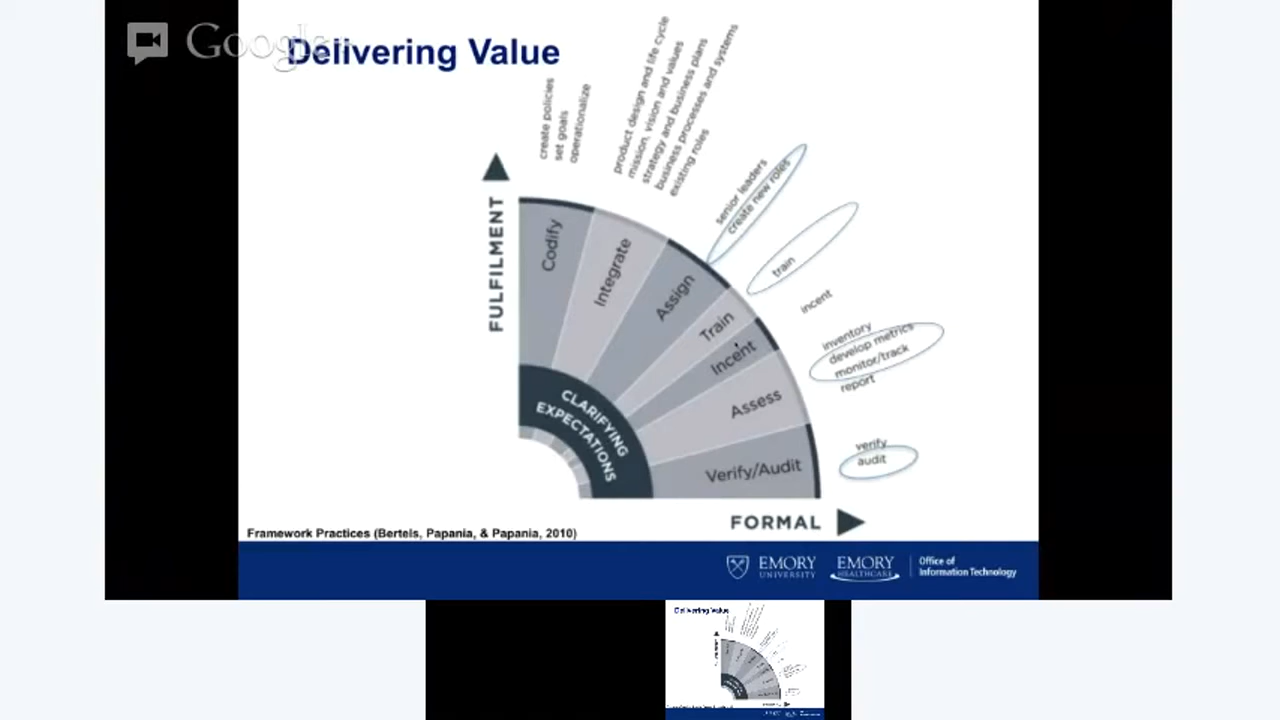 Google+
Delivering Value
create policies
set goals
operationalize
product design and life cycle
mission, vision and values
strategy and business plans
business processes and systems
existing roles
senior leaders
create new roles
train
incent
inventory
develop metrics
monitor/track
report
verify
audit
FULFILMENT
Codify
Integrate
Assign
Train
Incent
Assess
Verify/Audit
CLARIFYING
EXPECTATIONS
FORMAL
Framework Practices (Bertels, Papania, & Papania, 2010)
EMORY
UNIVERSITY
EMORY
HEALTHCARE
Office of
Information Technology
Delivering Value